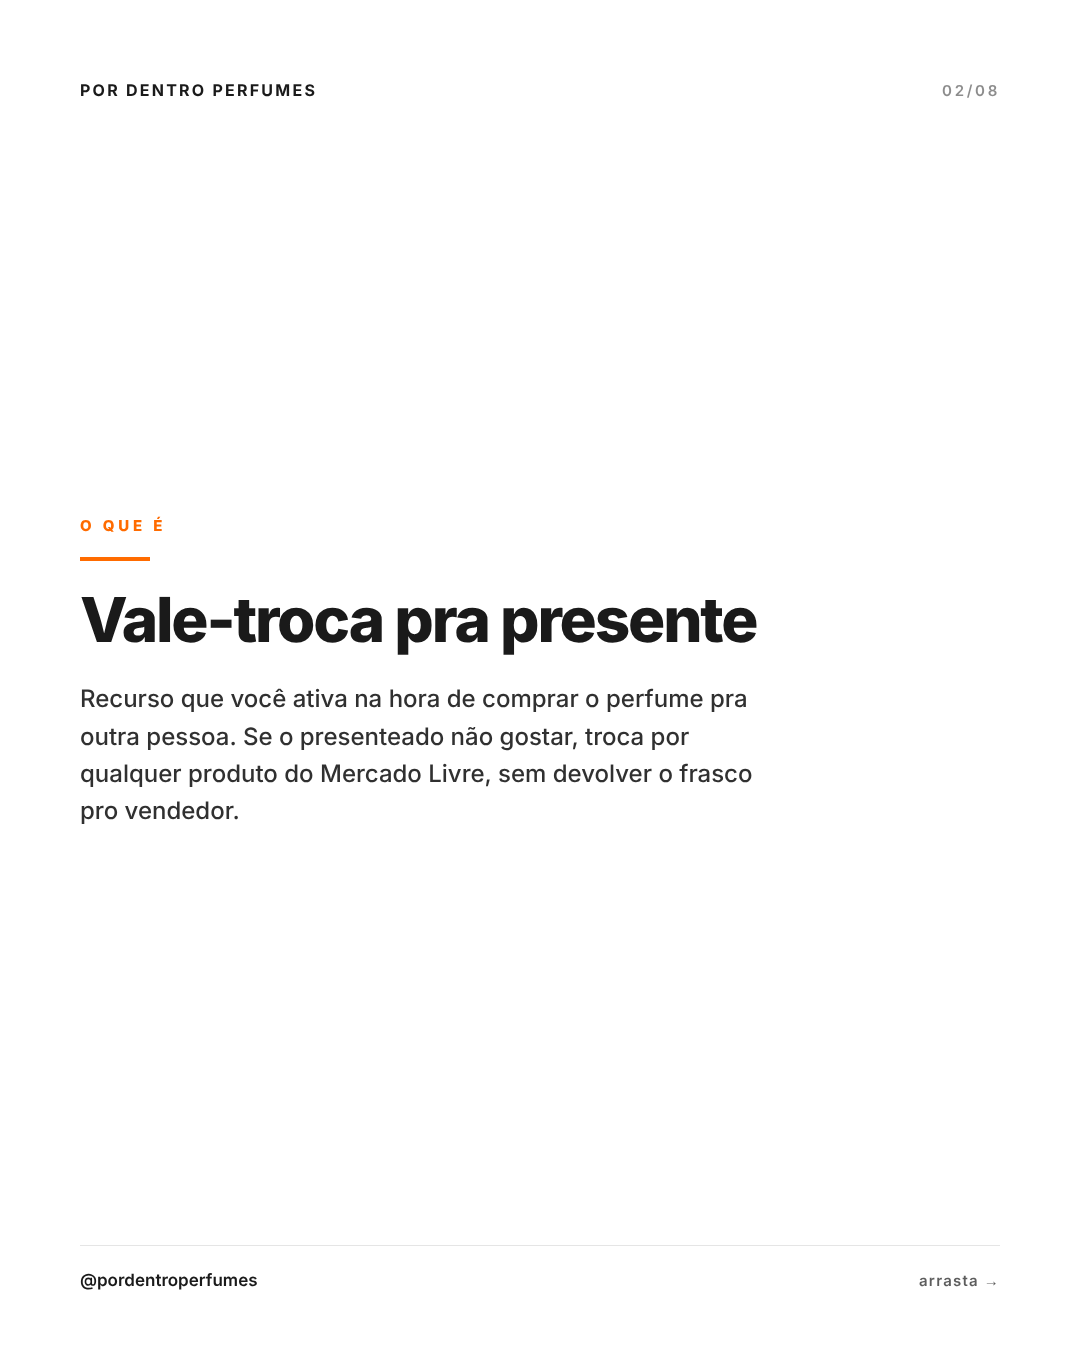 POR DENTRO PERFUMES
02/08
O QUE É
Vale-troca pra presente
Recurso que você ativa na hora de comprar o perfume pra
outra pessoa. Se o presenteado não gostar, troca por
qualquer produto do Mercado Livre, sem devolver o frasco
pro vendedor.
@pordentroperfumes
arrasta →